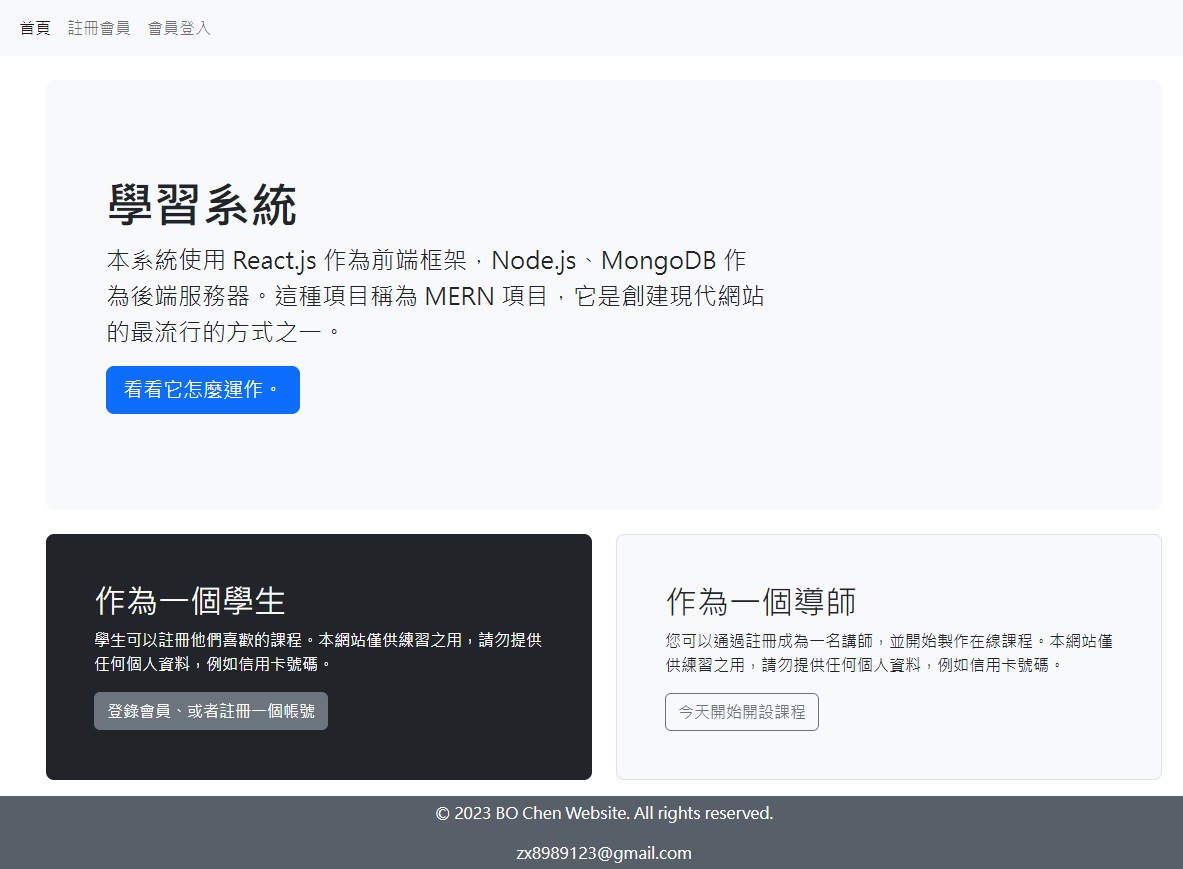 首頁 註冊會員 會員登入
學習系統
本系統使用 React.js 作為前端框架，Node.js、MongoDB 作
為後端服務器。這種項目稱為 MERN 項目，它是創建現代網站
的最流行的方式之一。
看看它怎麼運作。
作為一個學生
學生可以註冊他們喜歡的課程。本網站僅供練習之用，請勿提供
任何個人資料，例如信用卡號碼。
登錄會員、或者註冊一個帳號
作為一個導師
您可以通過註冊成為一名講師，並開始製作在線課程。本網站僅
供練習之用，請勿提供任何個人資料，例如信用卡號碼。
今天開始開設課程
© 2023 BO Chen Website. All rights reserved.
zx8989123@gmail.com